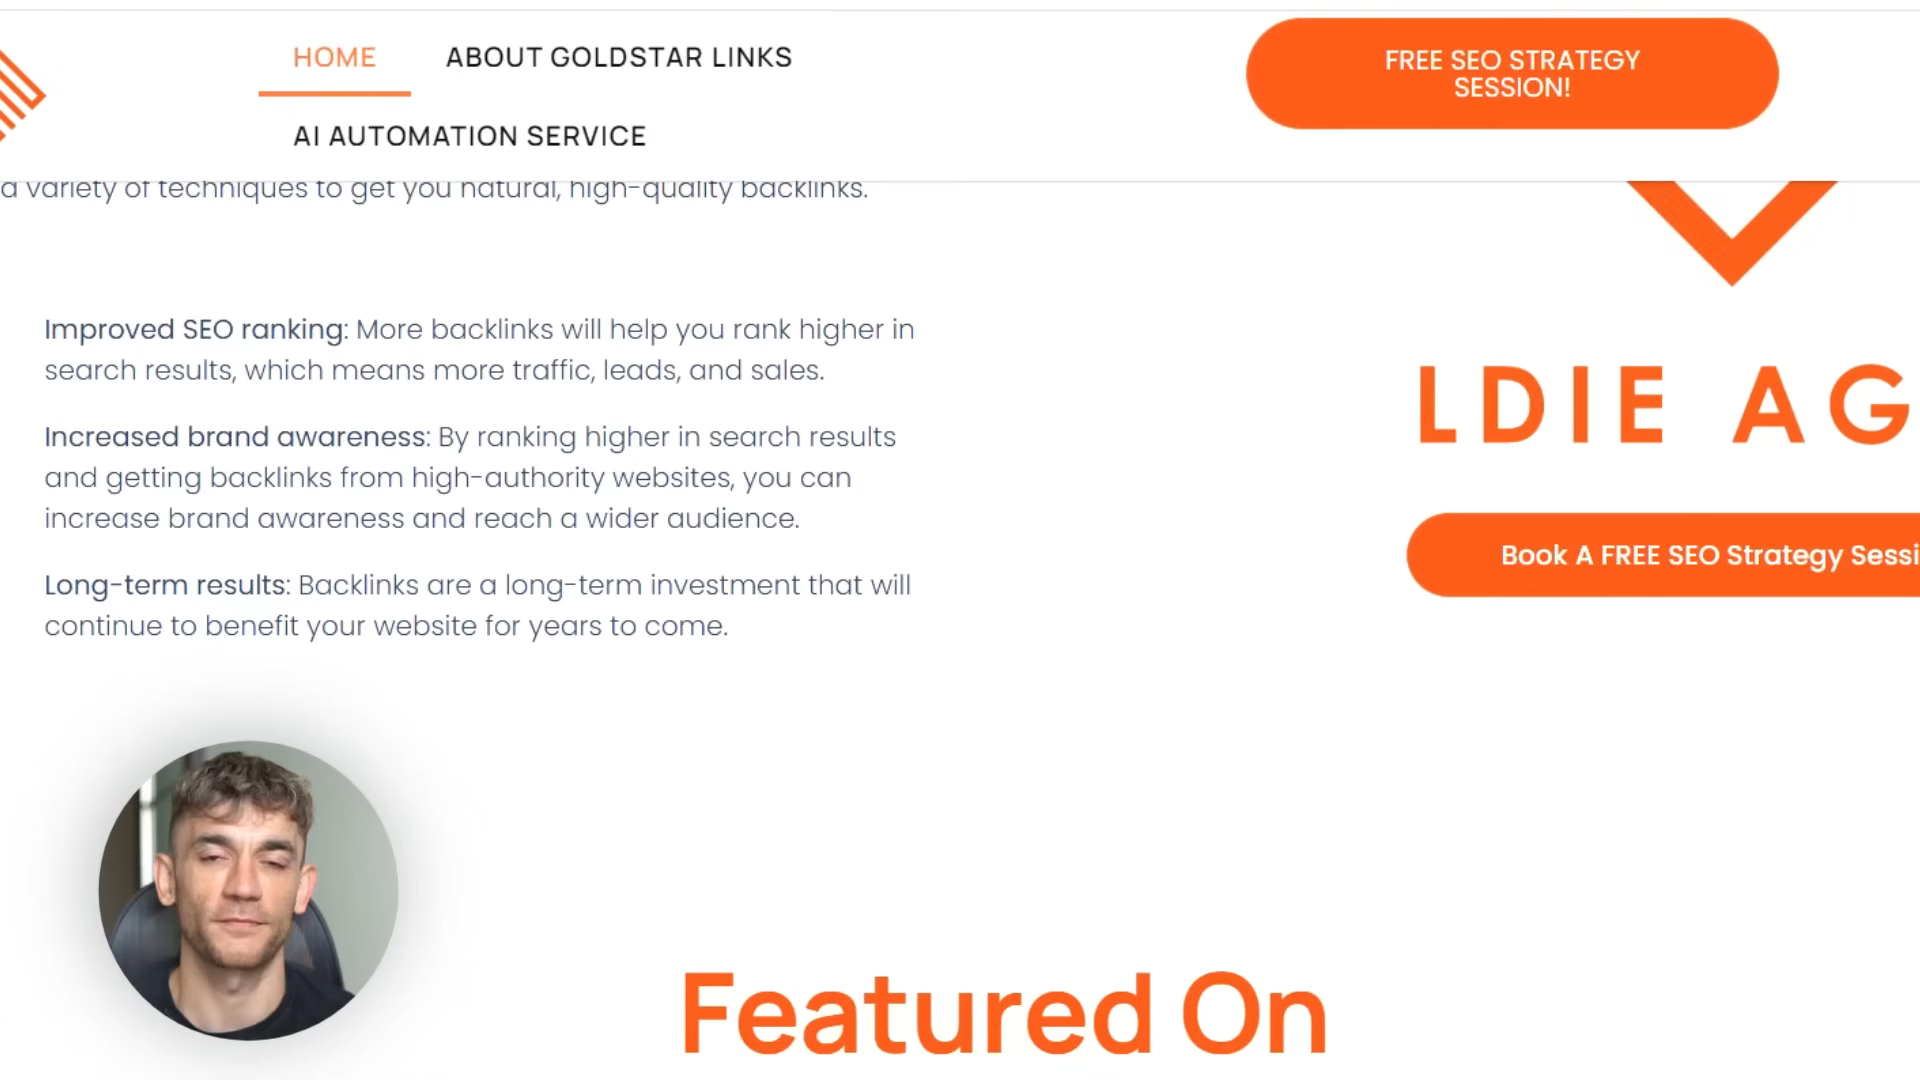 HOME
ABOUT GOLDSTAR LINKS
FREE SEO STRATEGY
SESSION!
AI AUTOMATION SERVICE
a variety of techniques to get you natural, high-quality backlinks.
Improved SEO ranking: More backlinks will help you rank higher in
search results, which means more traffic, leads, and sales.
Increased brand awareness: By ranking higher in search results
and getting backlinks from high-authority websites, you can
increase brand awareness and reach a wider audience.
Long-term results: Backlinks are a long-term investment that will
continue to benefit your website for years to come.
LDIE AG
Book A FREE SEO Strategy Sessi
Featured On